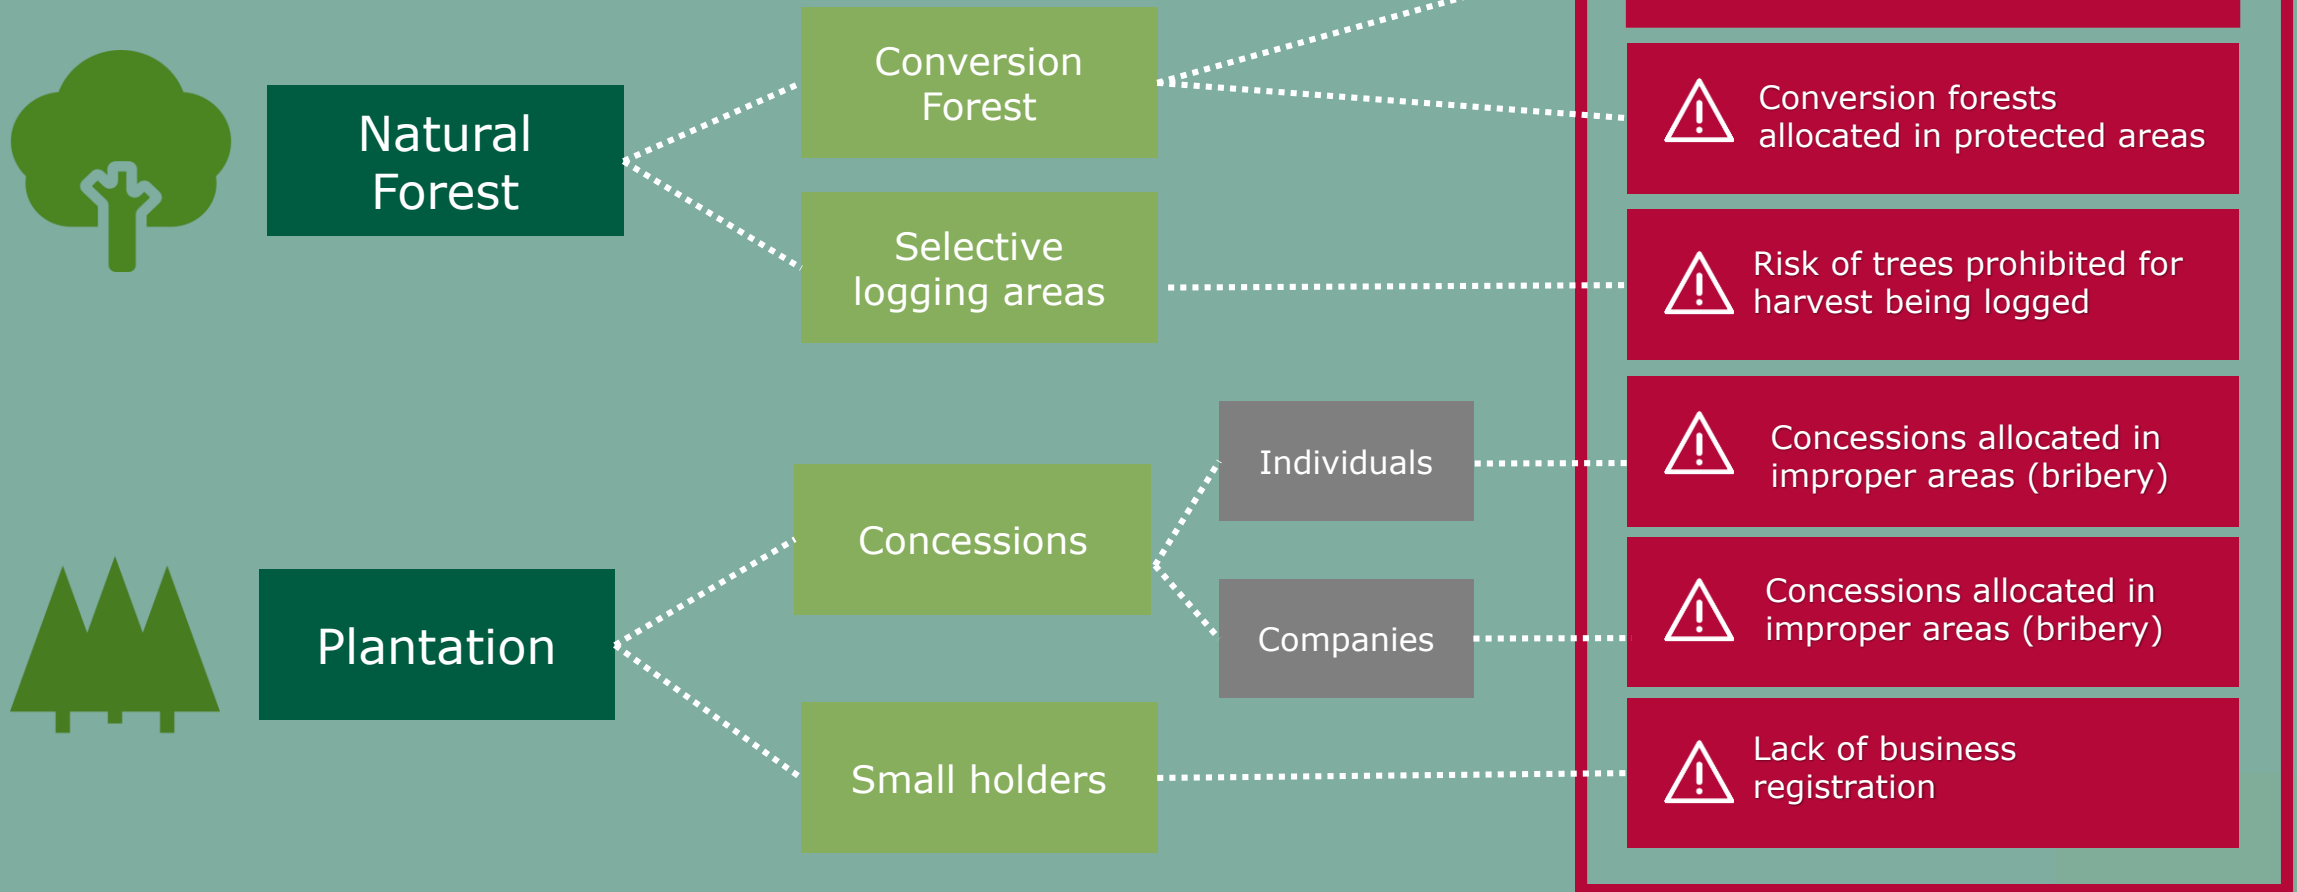 Natural
Forest
Conversion
Forest
Conversion forests
allocated in protected areas
Selective
logging areas
Risk of trees prohibited for
harvest being logged
Plantation
Concessions
Individuals
Concessions allocated in
improper areas (bribery)
Companies
Concessions allocated in
improper areas (bribery)
Small holders
Lack of business
registration